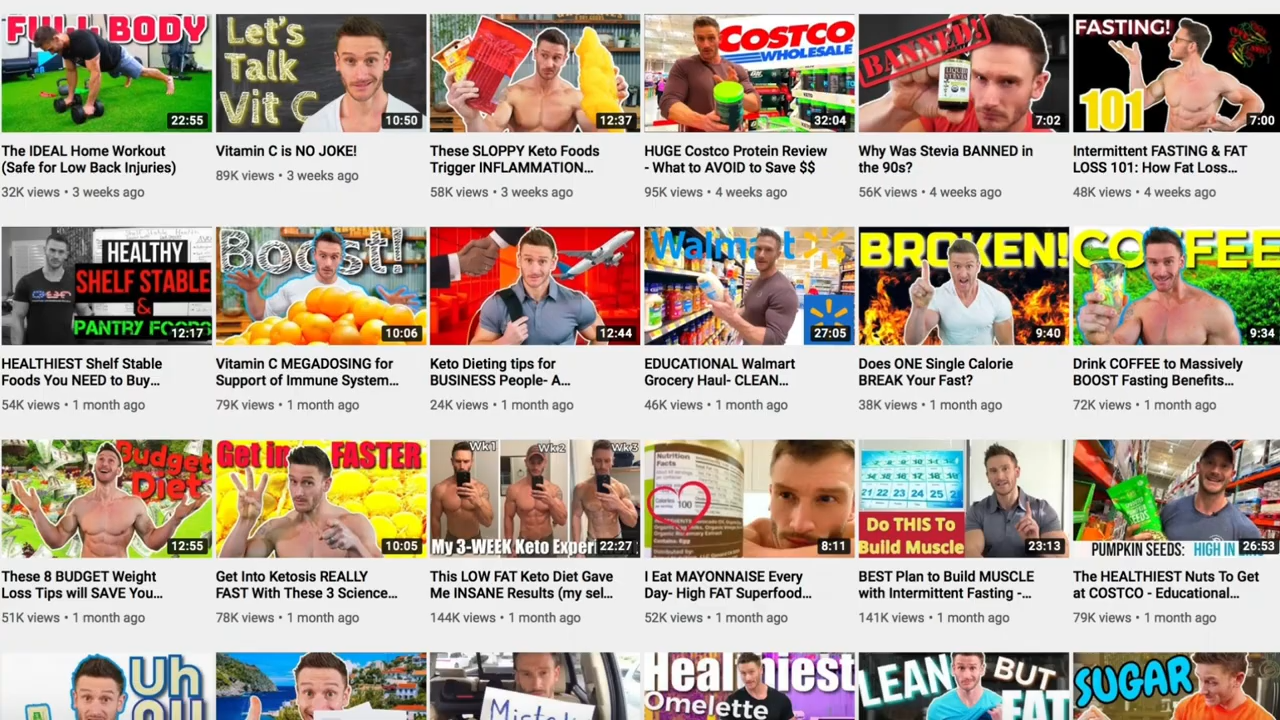 FULL BODY
22:55
Let's
Talk
Vit C
10:50
12:37
COSTCO
WHOLESALE
32:04
BANNED!
LIQUID
STEVIA
7:02
FASTING!
101
7:00
The IDEAL Home Workout
(Safe for Low Back Injuries)
32K views • 3 weeks ago
Vitamin C is NO JOKE!
89K views • 3 weeks ago
These SLOPPY Keto Foods
Trigger INFLAMMATION...
58K views • 3 weeks ago
HUGE Costco Protein Review
- What to AVOID to Save $$
95K views • 4 weeks ago
Why Was Stevia BANNED in
the 90s?
56K views • 4 weeks ago
Intermittent FASTING & FAT
LOSS 101: How Fat Loss...
48K views • 4 weeks ago
HEALTHY
SHELF STABLE
&
PANTRY FOODS
12:17
Boost!
10:06
12:44
Walmart
27:05
BROKEN!
9:40
COFFEE
9:34
HEALTHIEST Shelf Stable
Foods You NEED to Buy...
54K views • 1 month ago
Vitamin C MEGADOSING for
Support of Immune System...
79K views • 1 month ago
Keto Dieting tips for
BUSINESS People- A...
24K views • 1 month ago
EDUCATIONAL Walmart
Grocery Haul- CLEAN...
46K views • 1 month ago
Does ONE Single Calorie
BREAK Your Fast?
38K views • 1 month ago
Drink COFFEE to Massively
BOOST Fasting Benefits...
72K views • 1 month ago
Budget
Diet
12:55
Get in FASTER
10:05
Wk1 Wk2 Wk3
My 3-WEEK Keto Experi
22:27
Nutrition
Facts
Calories 100
8:11
21 22 23 24 25
Do THIS To
Build Muscle
23:13
PUMPKIN SEEDS: HIGH IN
26:53
These 8 BUDGET Weight
Loss Tips will SAVE You...
51K views • 1 month ago
Get Into Ketosis REALLY
FAST With These 3 Science...
78K views • 1 month ago
This LOW FAT Keto Diet Gave
Me INSANE Results (my sel...
144K views • 1 month ago
I Eat MAYONNAISE Every
Day- High FAT Superfood...
52K views • 1 month ago
BEST Plan to Build MUSCLE
with Intermittent Fasting -...
141K views • 1 month ago
The HEALTHIEST Nuts To Get
at COSTCO - Educational...
79K views • 1 month ago
Uh
Healthiest
Omelette
LEAN
BUT
FAT
SUGAR